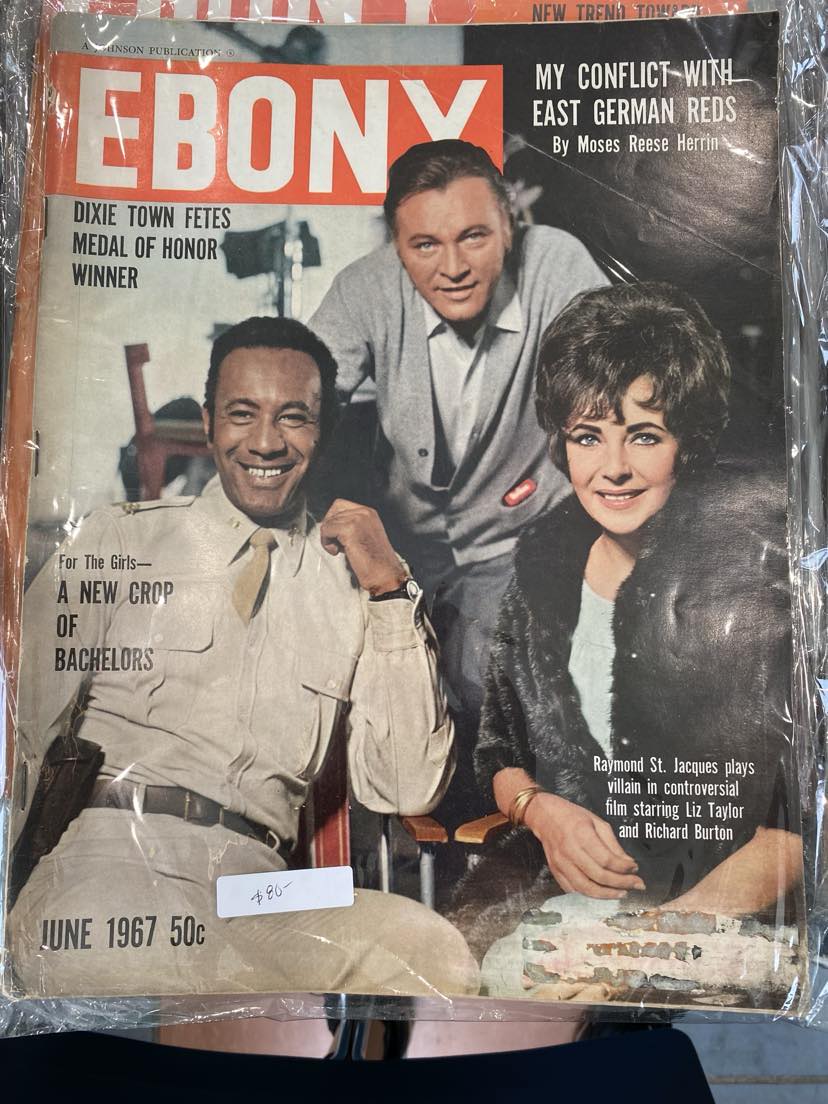 EBONY
NEW TREND TOWARD
A JOHNSON PUBLICATION ®
EBONY
MY CONFLICT WITH
EAST GERMAN REDS
By Moses Reese Herrin
DIXIE TOWN FETES
MEDAL OF HONOR
WINNER
For The Girls—
A NEW CROP
OF
BACHELORS
Raymond St. Jacques plays
villain in controversial
film starring Liz Taylor
and Richard Burton
$80-
JUNE 1967 50c